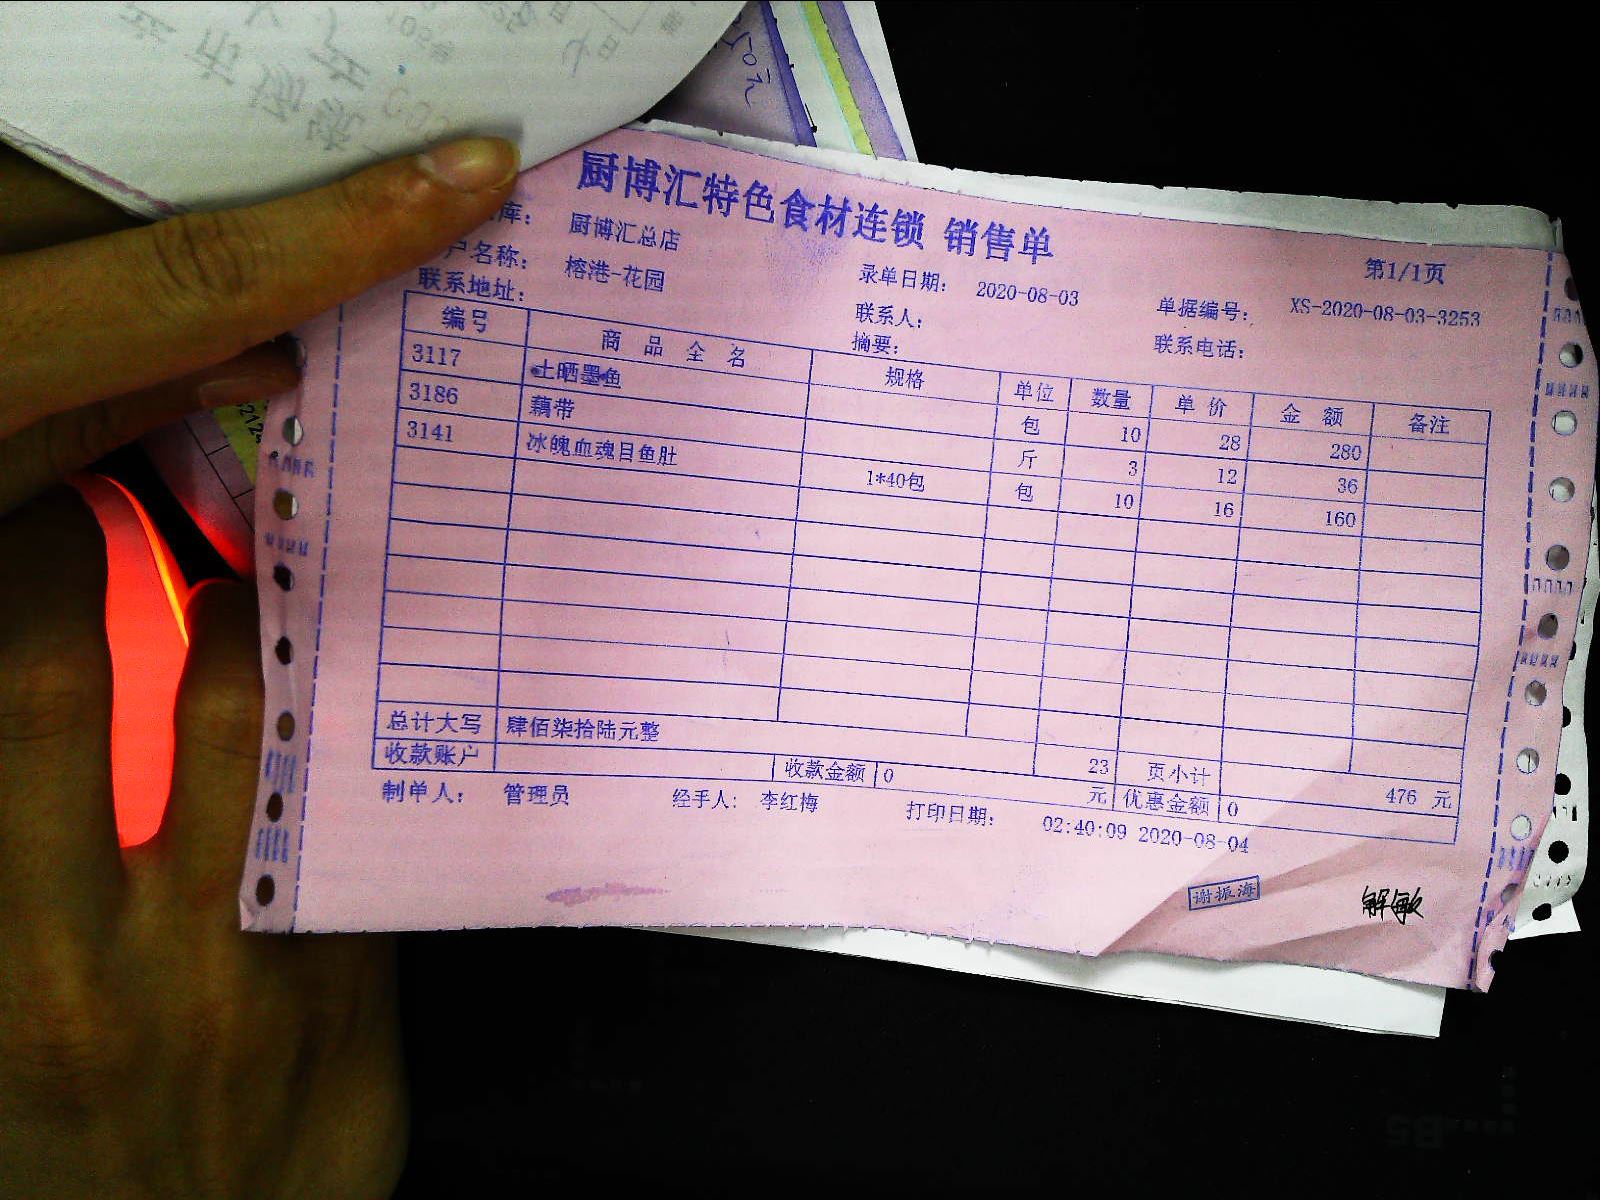 厨博汇特色食材连锁 销售单
第1/1页
库： 厨博汇总店
录单日期： 2020-08-03
单据编号： XS-2020-08-03-3253
户名称： 榕港-花园
联系人：
联系电话：
联系地址：
摘要：
编号 商品全名 规格 单位 数量 单价 金额 备注
3117 土晒墨鱼 包 10 28 280
3186 藕带 斤 3 12 36
3141 冰魄血魂目鱼肚 1*40包 包 10 16 160
总计大写 肆佰柒拾陆元整 23 页小计 476 元
收款账户 收款金额 0 元 优惠金额 0
制单人： 管理员 经手人： 李红梅 打印日期： 02:40:09 2020-08-04
谢振海
解敏
50元